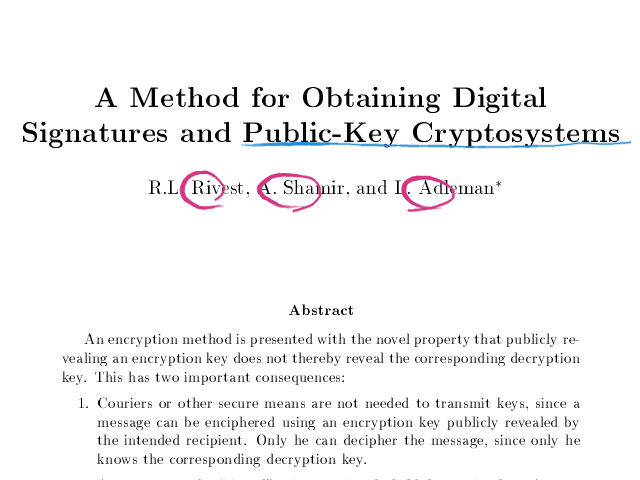 A Method for Obtaining Digital
Signatures and Public-Key Cryptosystems
R.L. Rivest, A. Shamir, and L. Adleman*
Abstract
An encryption method is presented with the novel property that publicly re-
vealing an encryption key does not thereby reveal the corresponding decryption
key. This has two important consequences:
1. Couriers or other secure means are not needed to transmit keys, since a
message can be enciphered using an encryption key publicly revealed by
the intended recipient. Only he can decipher the message, since only he
knows the corresponding decryption key.